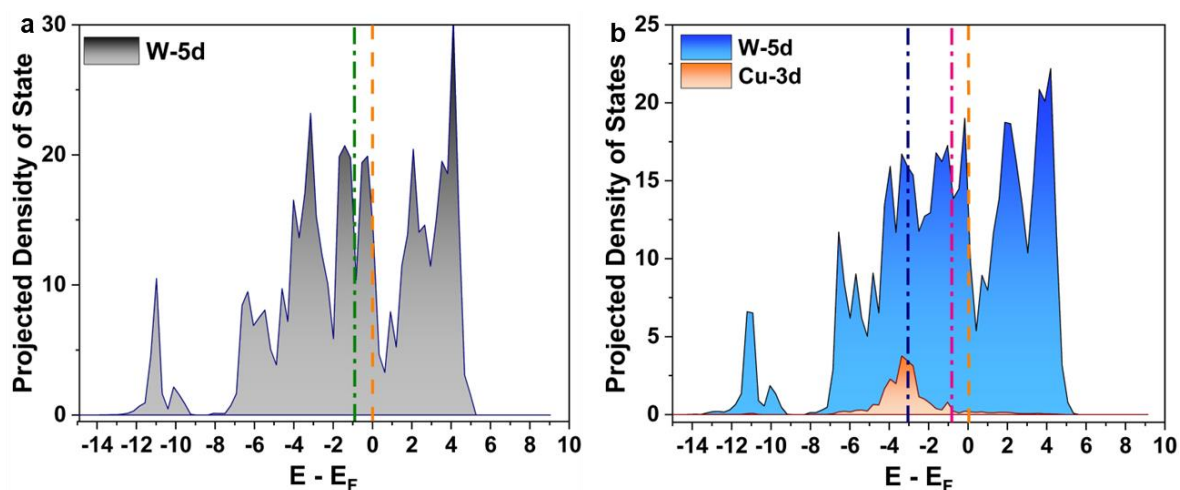 a
W-5d
Projected Densidty of State
30
20
10
0
-14 -12 -10 -8 -6 -4 -2 0 2 4 6 8 10
E - EF
b
W-5d
Cu-3d
Projected Density of States
25
20
15
10
5
0
-14 -12 -10 -8 -6 -4 -2 0 2 4 6 8 10
E - EF